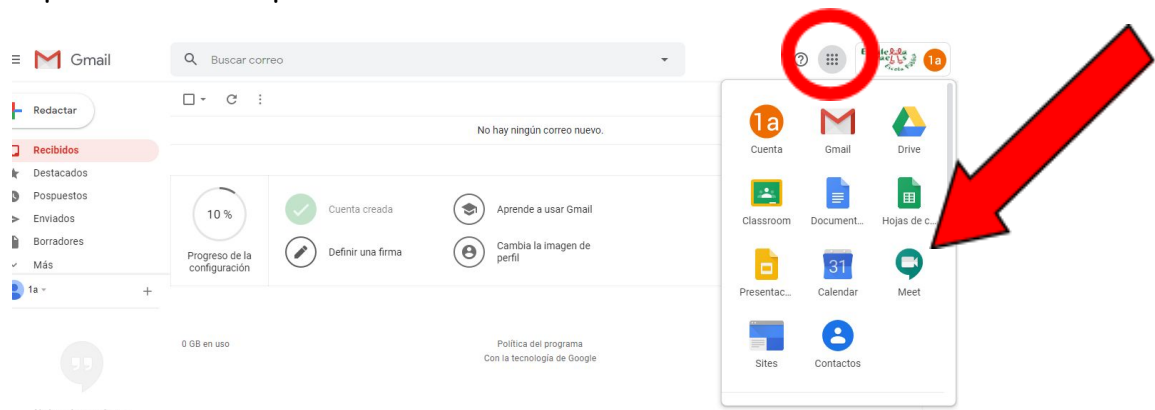 Gmail
Buscar correo
1a
Redactar
No hay ningún correo nuevo.
Recibidos
Destacados
Pospuestos
Enviados
Borradores
Más
1a
10 %
Progreso de la
configuración
Cuenta creada
Aprende a usar Gmail
Definir una firma
Cambia la imagen de
perfil
0 GB en uso
Política del programa
Con la tecnología de Google
1a
Cuenta
Gmail
Drive
Classroom
Document...
Hojas de c...
Presentac...
31
Calendar
Meet
Sites
Contactos